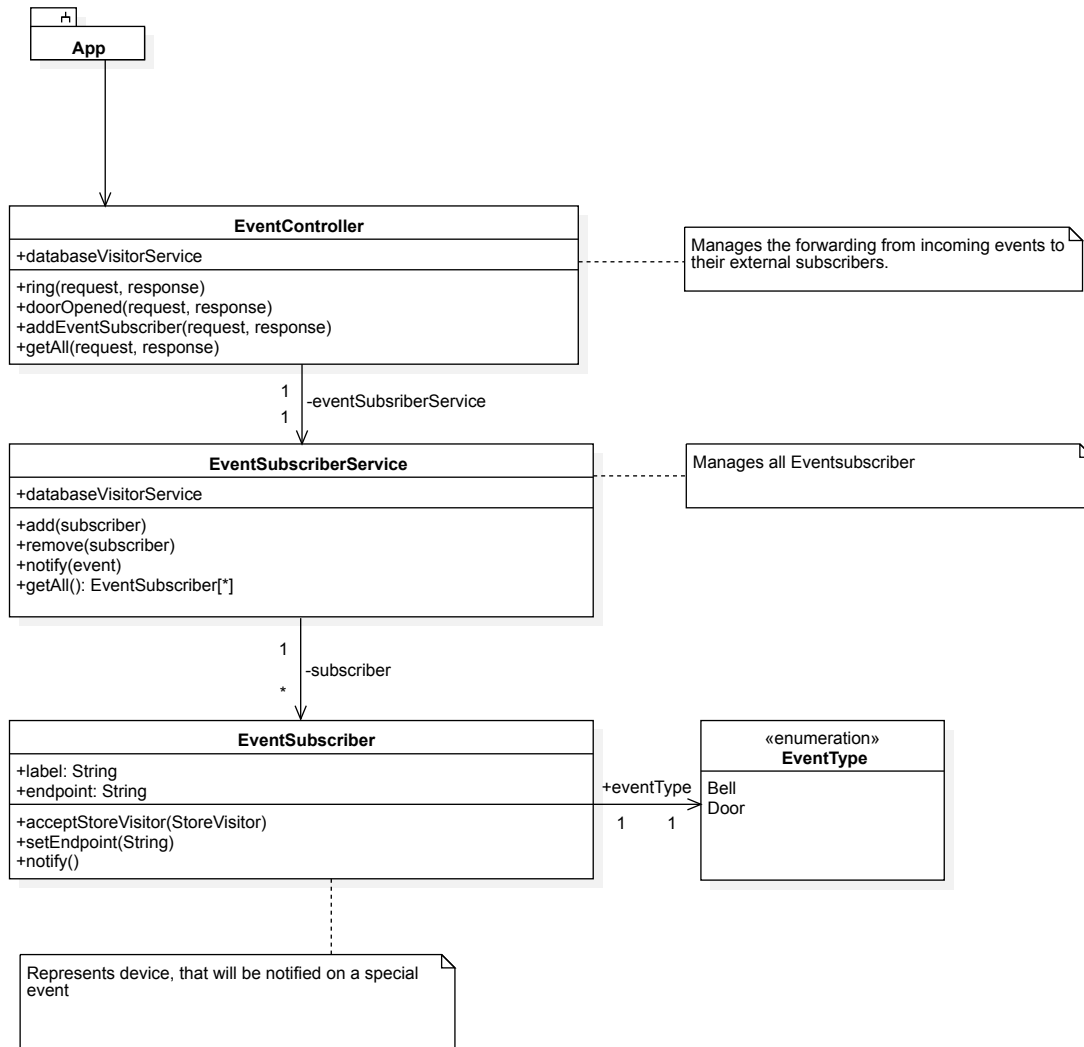 App
EventController
+databaseVisitorService
+ring(request, response)
+doorOpened(request, response)
+addEventSubscriber(request, response)
+getAll(request, response)
Manages the forwarding from incoming events to
their external subscribers.
1
-eventSubsriberService
1
EventSubscriberService
+databaseVisitorService
+add(subscriber)
+remove(subscriber)
+notify(event)
+getAll(): EventSubscriber[*]
Manages all Eventsubscriber
1
-subscriber
*
EventSubscriber
+label: String
+endpoint: String
+acceptStoreVisitor(StoreVisitor)
+setEndpoint(String)
+notify()
+eventType
1 1
«enumeration»
EventType
Bell
Door
Represents device, that will be notified on a special
event